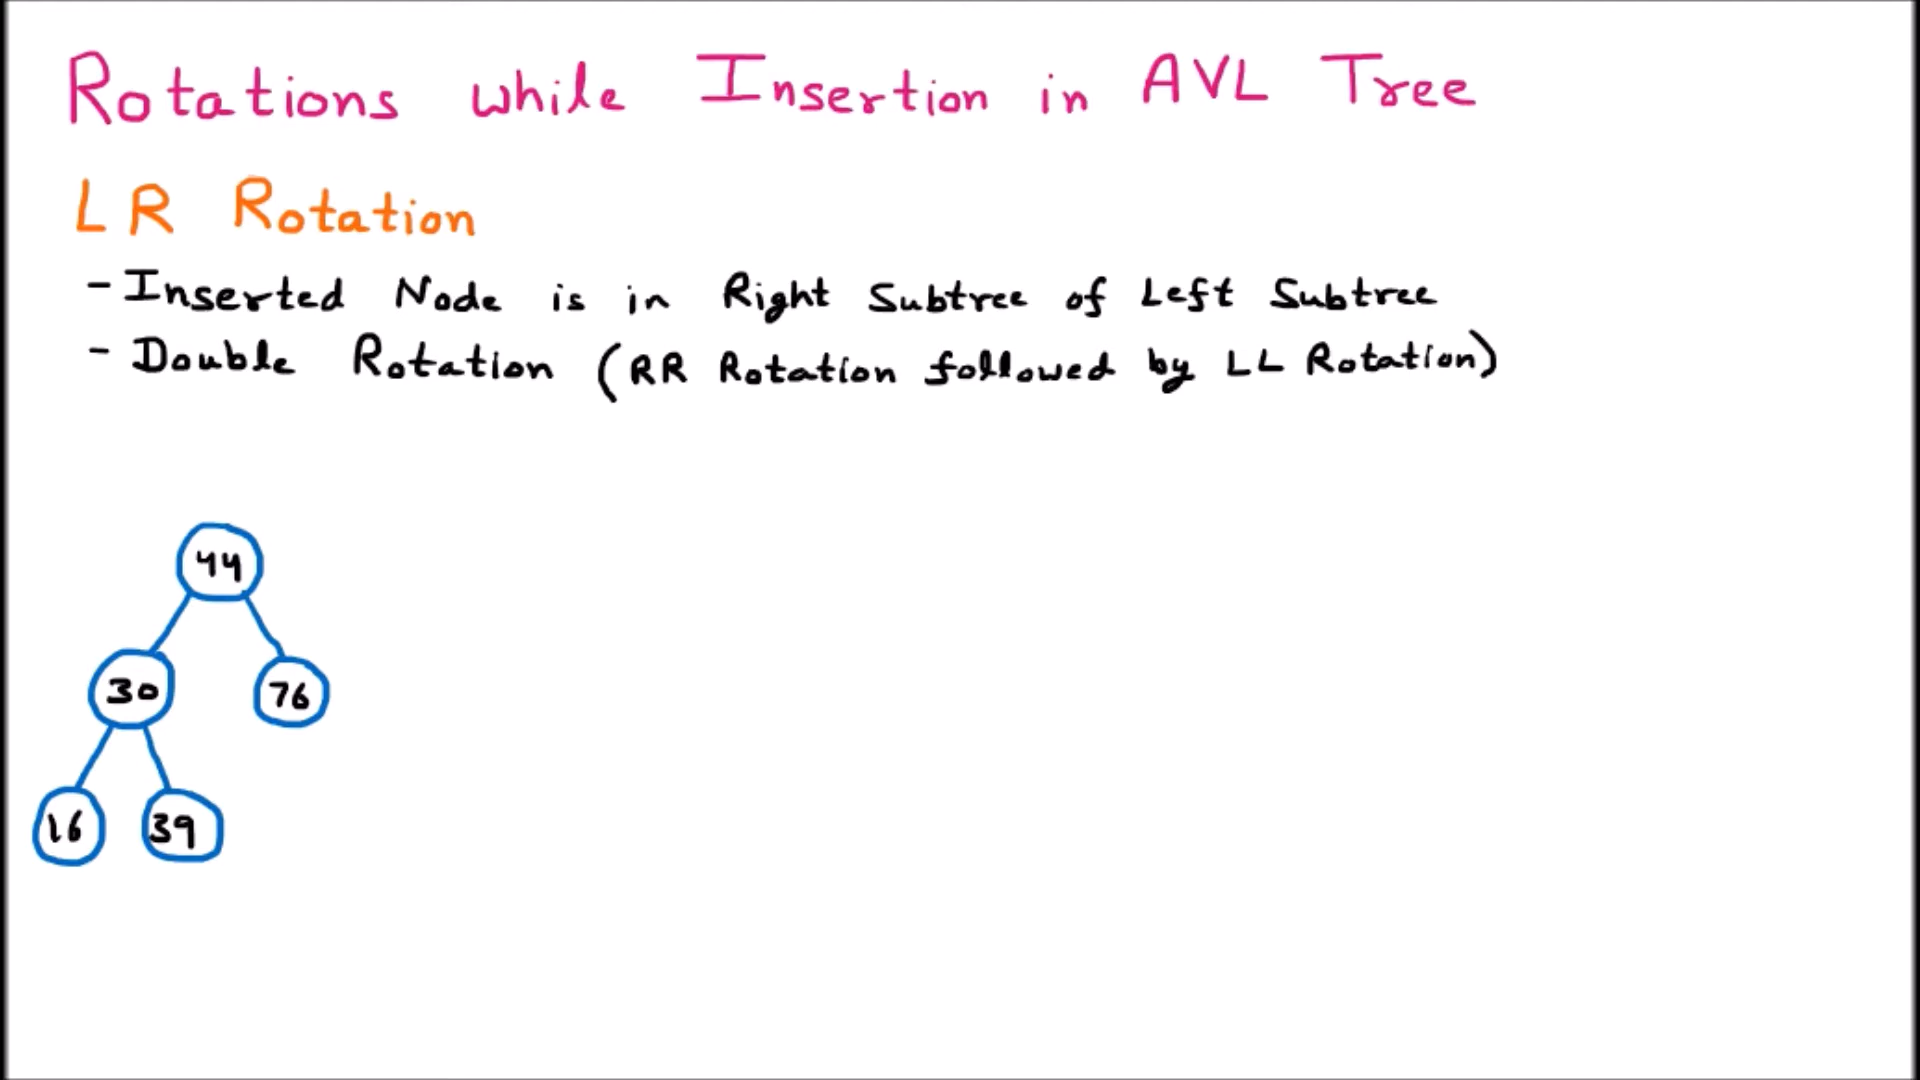 Rotations while Insertion in AVL Tree
LR Rotation
- Inserted Node is in Right Subtree of Left Subtree
- Double Rotation (RR Rotation followed by LL Rotation)
44
30 76
16 39